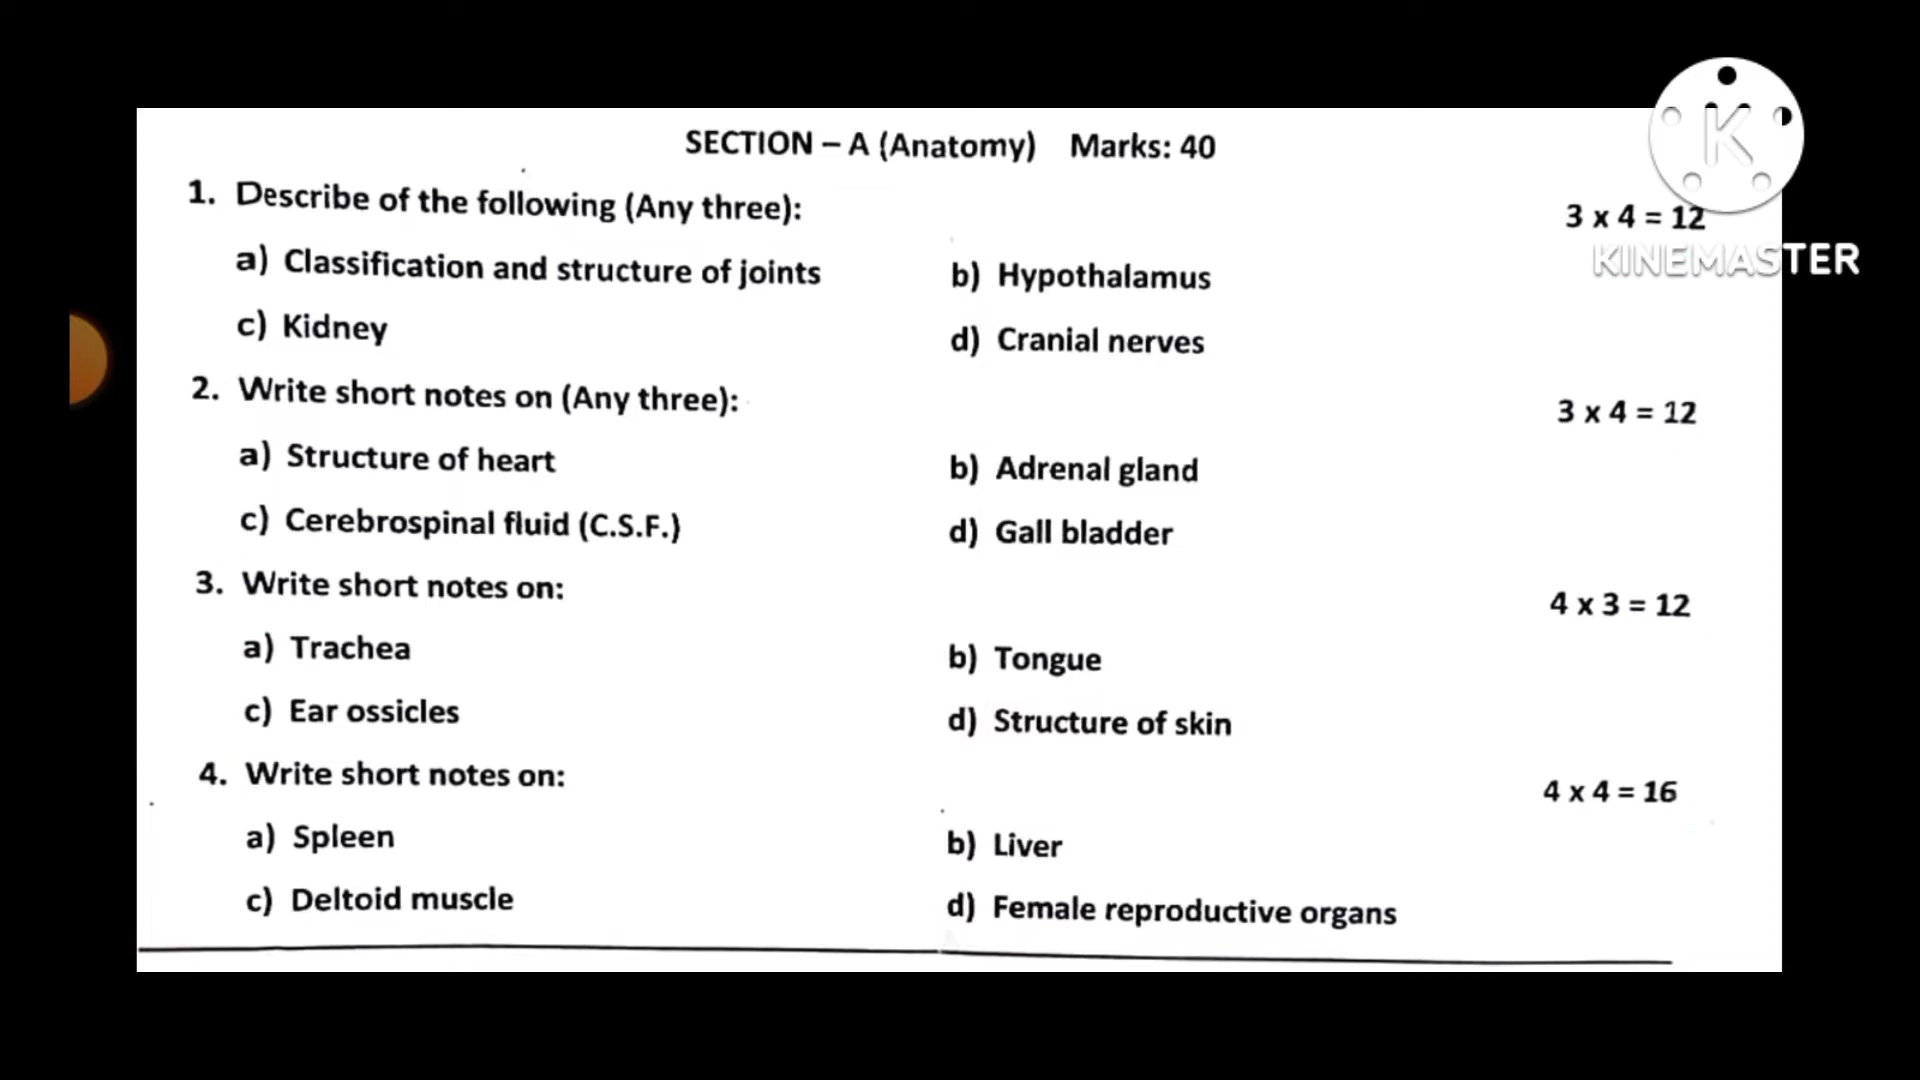 SECTION – A (Anatomy) Marks: 40
1. Describe of the following (Any three): 3 x 4 = 12
a) Classification and structure of joints b) Hypothalamus
c) Kidney d) Cranial nerves
2. Write short notes on (Any three): 3 x 4 = 12
a) Structure of heart b) Adrenal gland
c) Cerebrospinal fluid (C.S.F.) d) Gall bladder
3. Write short notes on: 4 x 3 = 12
a) Trachea b) Tongue
c) Ear ossicles d) Structure of skin
4. Write short notes on: 4 x 4 = 16
a) Spleen b) Liver
c) Deltoid muscle d) Female reproductive organs
K
KINEMASTER